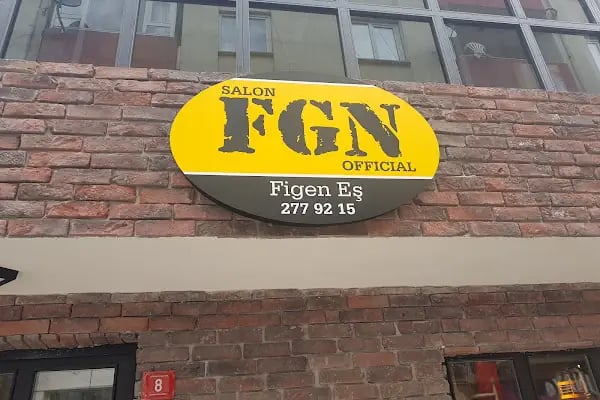 SALON
FGN
OFFICIAL
Figen Eş
277 92 15
8